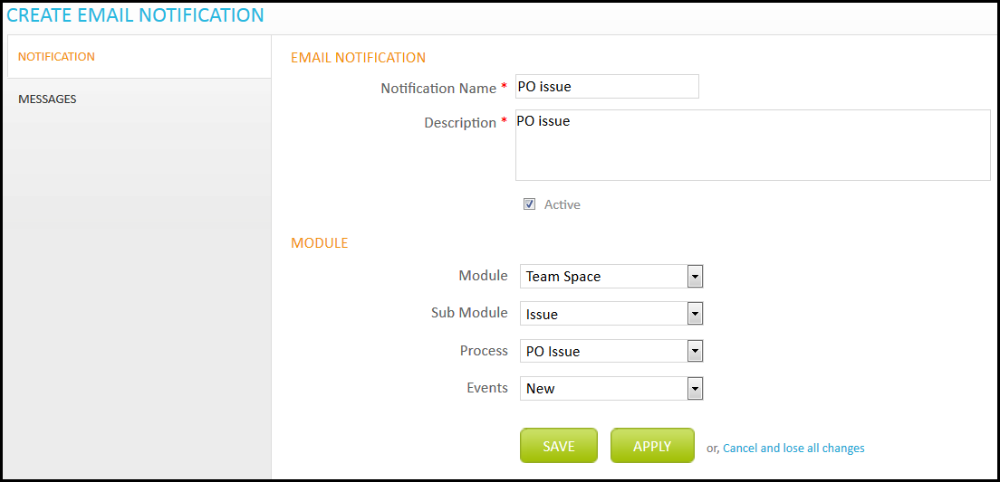 CREATE EMAIL NOTIFICATION
NOTIFICATION
MESSAGES
EMAIL NOTIFICATION
Notification Name * PO issue
Description * PO issue
Active
MODULE
Module Team Space
Sub Module Issue
Process PO Issue
Events New
SAVE APPLY or, Cancel and lose all changes